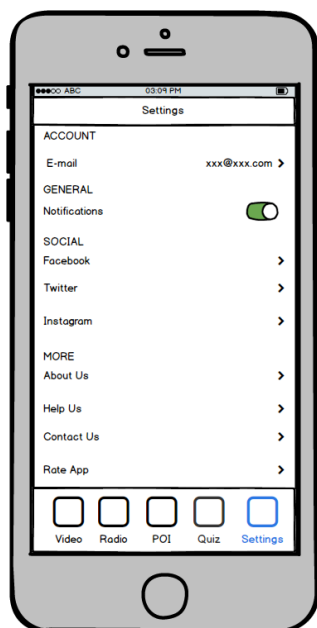 ABC 03:09 PM
Settings
ACCOUNT
E-mail xxx@xxx.com >
GENERAL
Notifications
SOCIAL
Facebook >
Twitter >
Instagram >
MORE
About Us >
Help Us >
Contact Us >
Rate App >
Video Radio POI Quiz Settings